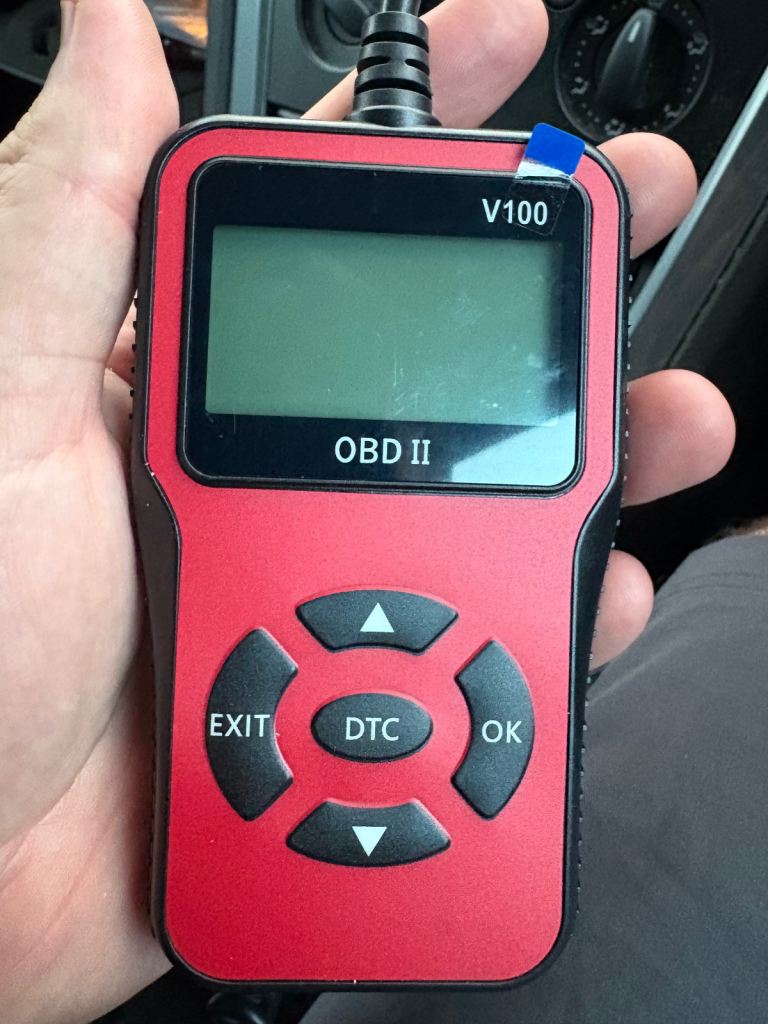 V100
OBD II
EXIT
DTC
OK